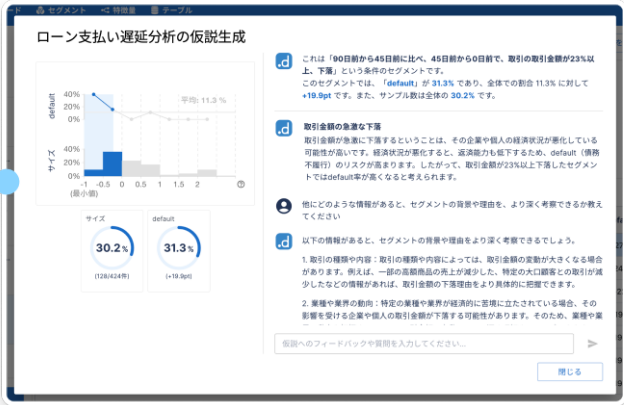 ード セグメント 特徴量 テーブル
ローン支払い遅延分析の仮説生成
default
40%
20%
0%
平均: 11.3 %
サイズ
40%
20%
0%
-1 -0.5 0 0.5 1 1.5 2
(最小値)
サイズ
30.2%
(128/424件)
default
31.3%
(+19.9pt)
これは「90日前から45日前に比べ、45日前から0日前で、取引の取引金額が23%以
上、下落」という条件のセグメントです。
このセグメントでは、「default」が 31.3% であり、全体での割合 11.3% に対して
+19.9pt です。また、サンプル数は全体の 30.2% です。
取引金額の急激な下落
取引金額が急激に下落するということは、その企業や個人の経済状況が悪化している
可能性が高いです。経済状況が悪化すると、返済能力も低下するため、default（債務
不履行）のリスクが高まります。したがって、取引金額が23%以上下落したセグメン
トではdefault率が高くなると考えられます。
他にどのような情報があると、セグメントの背景や理由を、より深く考察できるか教え
てください
以下の情報があると、セグメントの背景や理由をより深く考察できるでしょう。
1. 取引の種類や内容：取引の種類や内容によっては、取引金額の変動が大きくなる場合
があります。例えば、一部の高額商品の売上が減少した、特定の大口顧客との取引が減
少したなどの情報があれば、取引金額の下落理由をより具体的に把握できます。
2. 業種や業界の動向：特定の業種や業界が経済的に苦境に立たされている場合、その
影響を受ける企業や個人の取引金額が下落する可能性があります。そのため、業種や業
仮説へのフィードバックや質問を入力してください...
閉じる